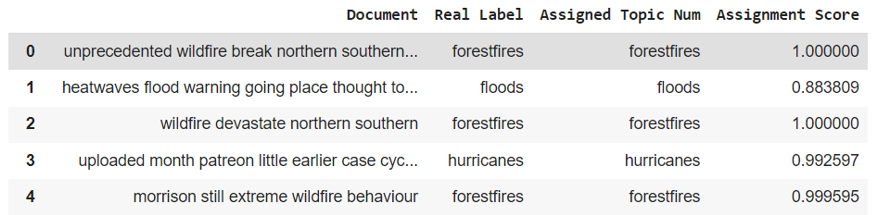 Document Real Label Assigned Topic Num Assignment Score
0 unprecedented wildfire break northern southern... forestfires forestfires 1.000000
1 heatwaves flood warning going place thought to... floods floods 0.883809
2 wildfire devastate northern southern forestfires forestfires 1.000000
3 uploaded month patreon little earlier case cyc... hurricanes hurricanes 0.992597
4 morrison still extreme wildfire behaviour forestfires forestfires 0.999595